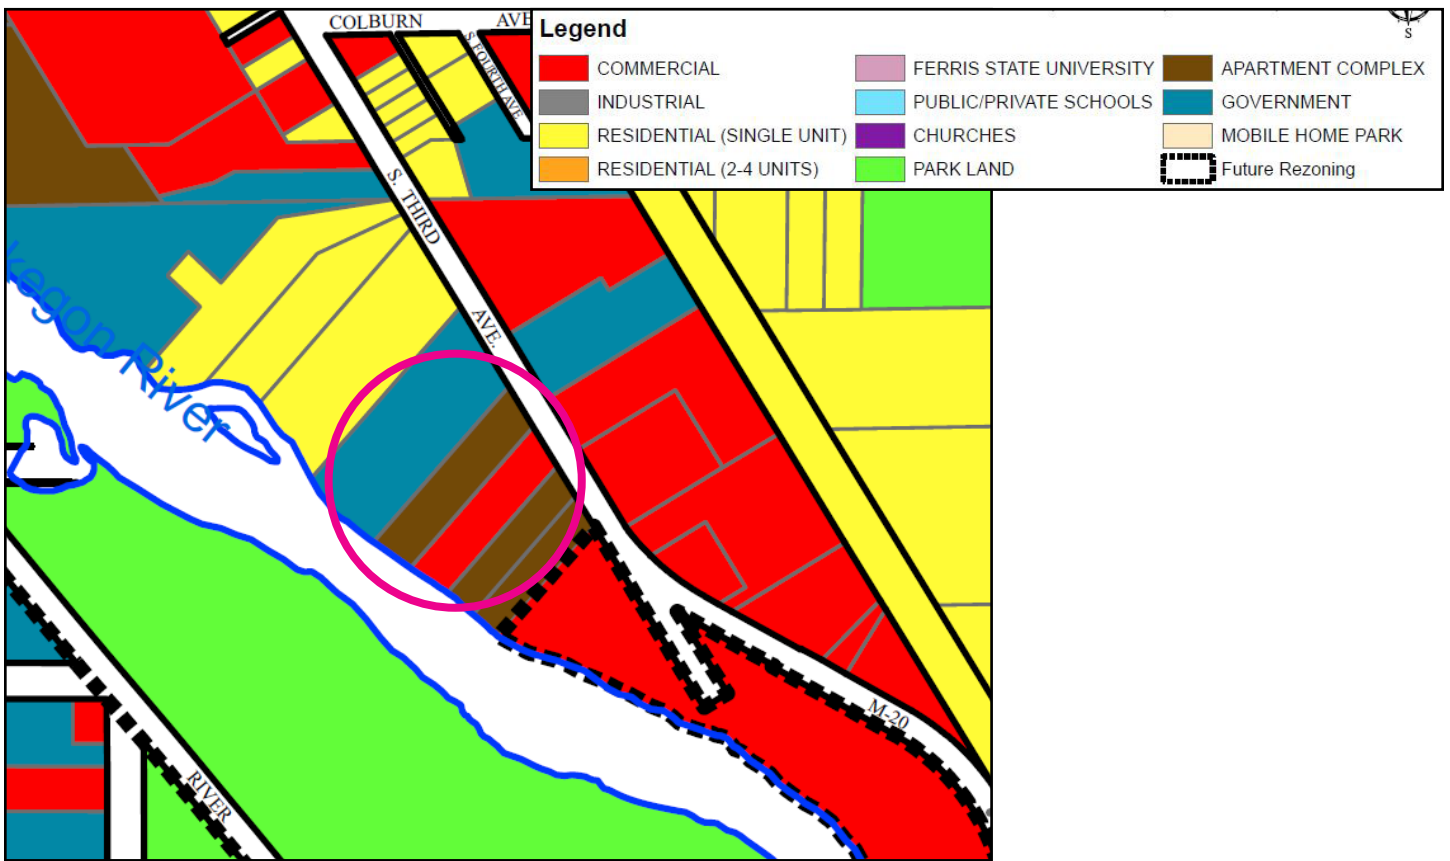 COLBURN AVE
S. FOURTH AVE
Legend
S
COMMERCIAL
INDUSTRIAL
RESIDENTIAL (SINGLE UNIT)
RESIDENTIAL (2-4 UNITS)
FERRIS STATE UNIVERSITY
PUBLIC/PRIVATE SCHOOLS
CHURCHES
PARK LAND
APARTMENT COMPLEX
GOVERNMENT
MOBILE HOME PARK
Future Rezoning
S. THIRD AVE.
kegon River
M-20
RIVER